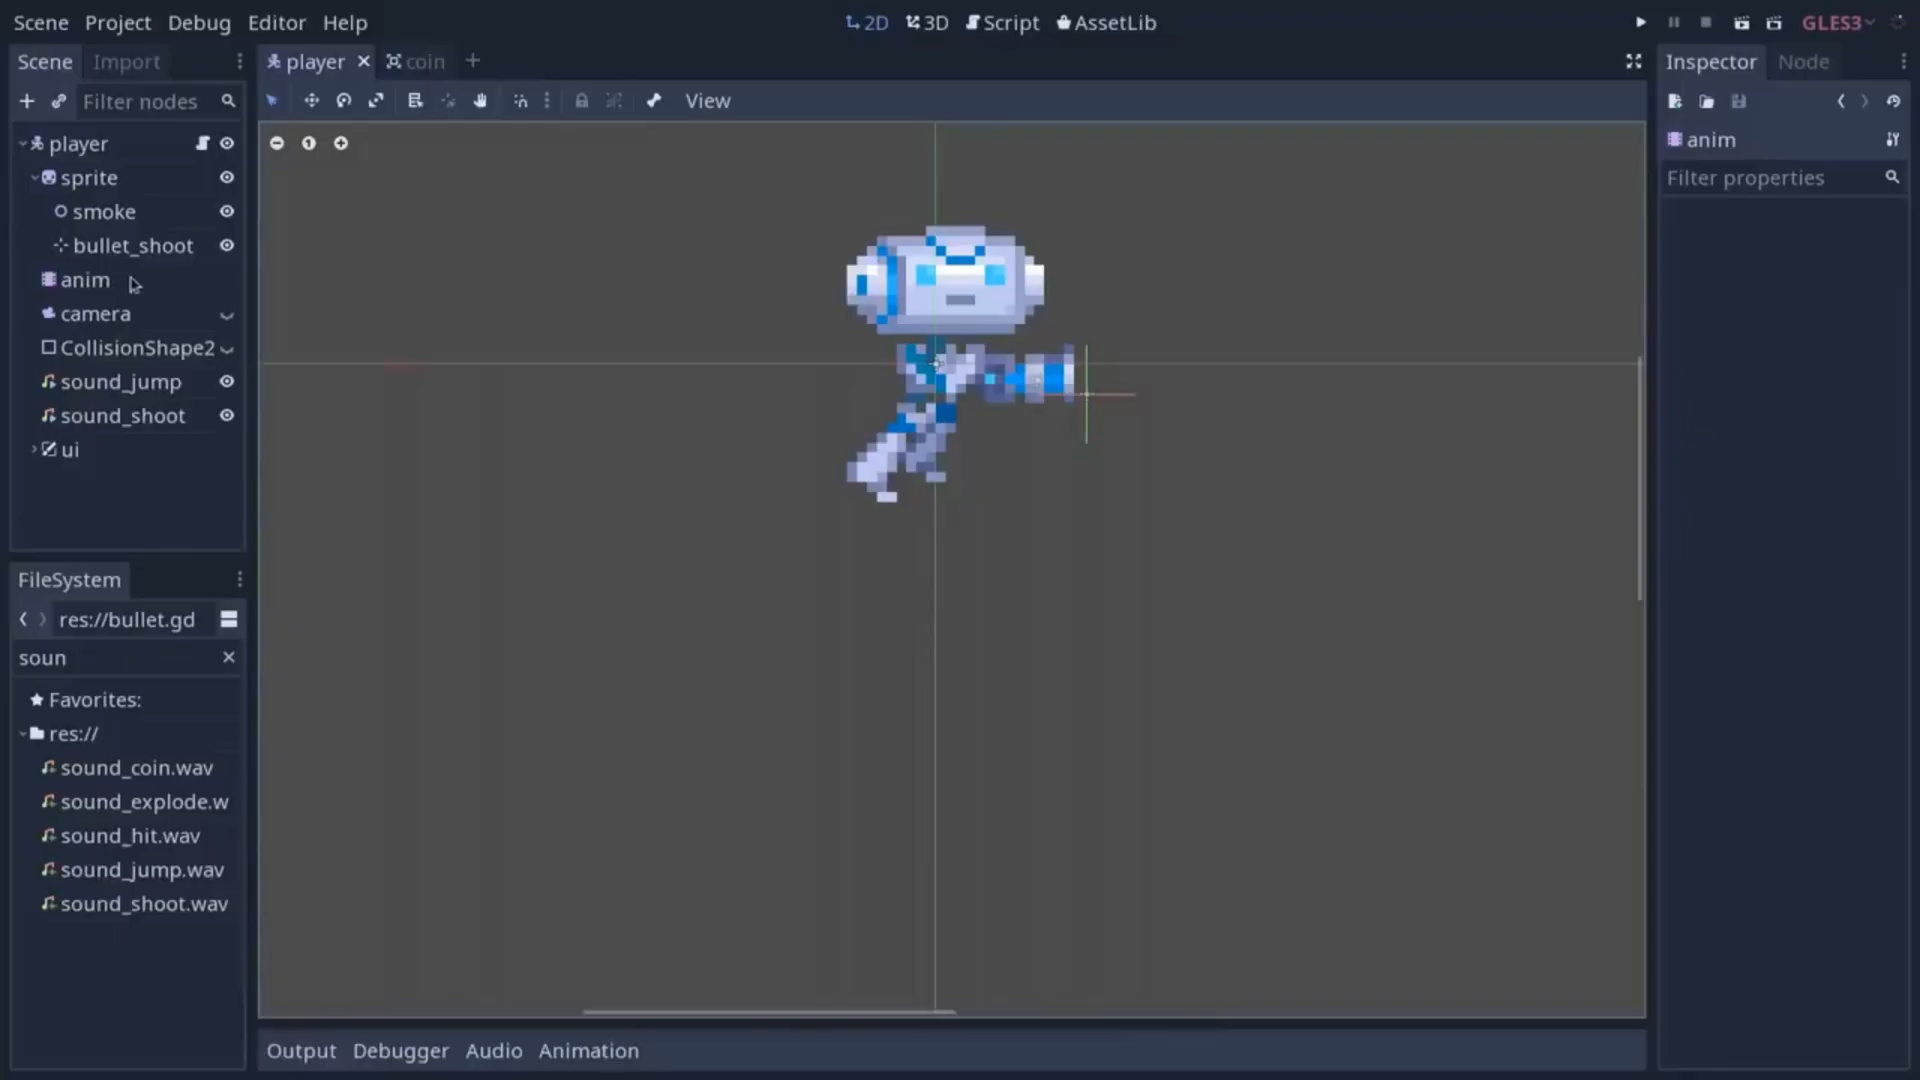 Scene Project Debug Editor Help
2D 3D Script AssetLib
GLES3
Scene Import
Filter nodes
player
sprite
smoke
bullet_shoot
anim
camera
CollisionShape2
sound_jump
sound_shoot
ui
FileSystem
res://bullet.gd
soun
Favorites:
res://
sound_coin.wav
sound_explode.w
sound_hit.wav
sound_jump.wav
sound_shoot.wav
player coin
View
1
Output Debugger Audio Animation
Inspector Node
anim
Filter properties